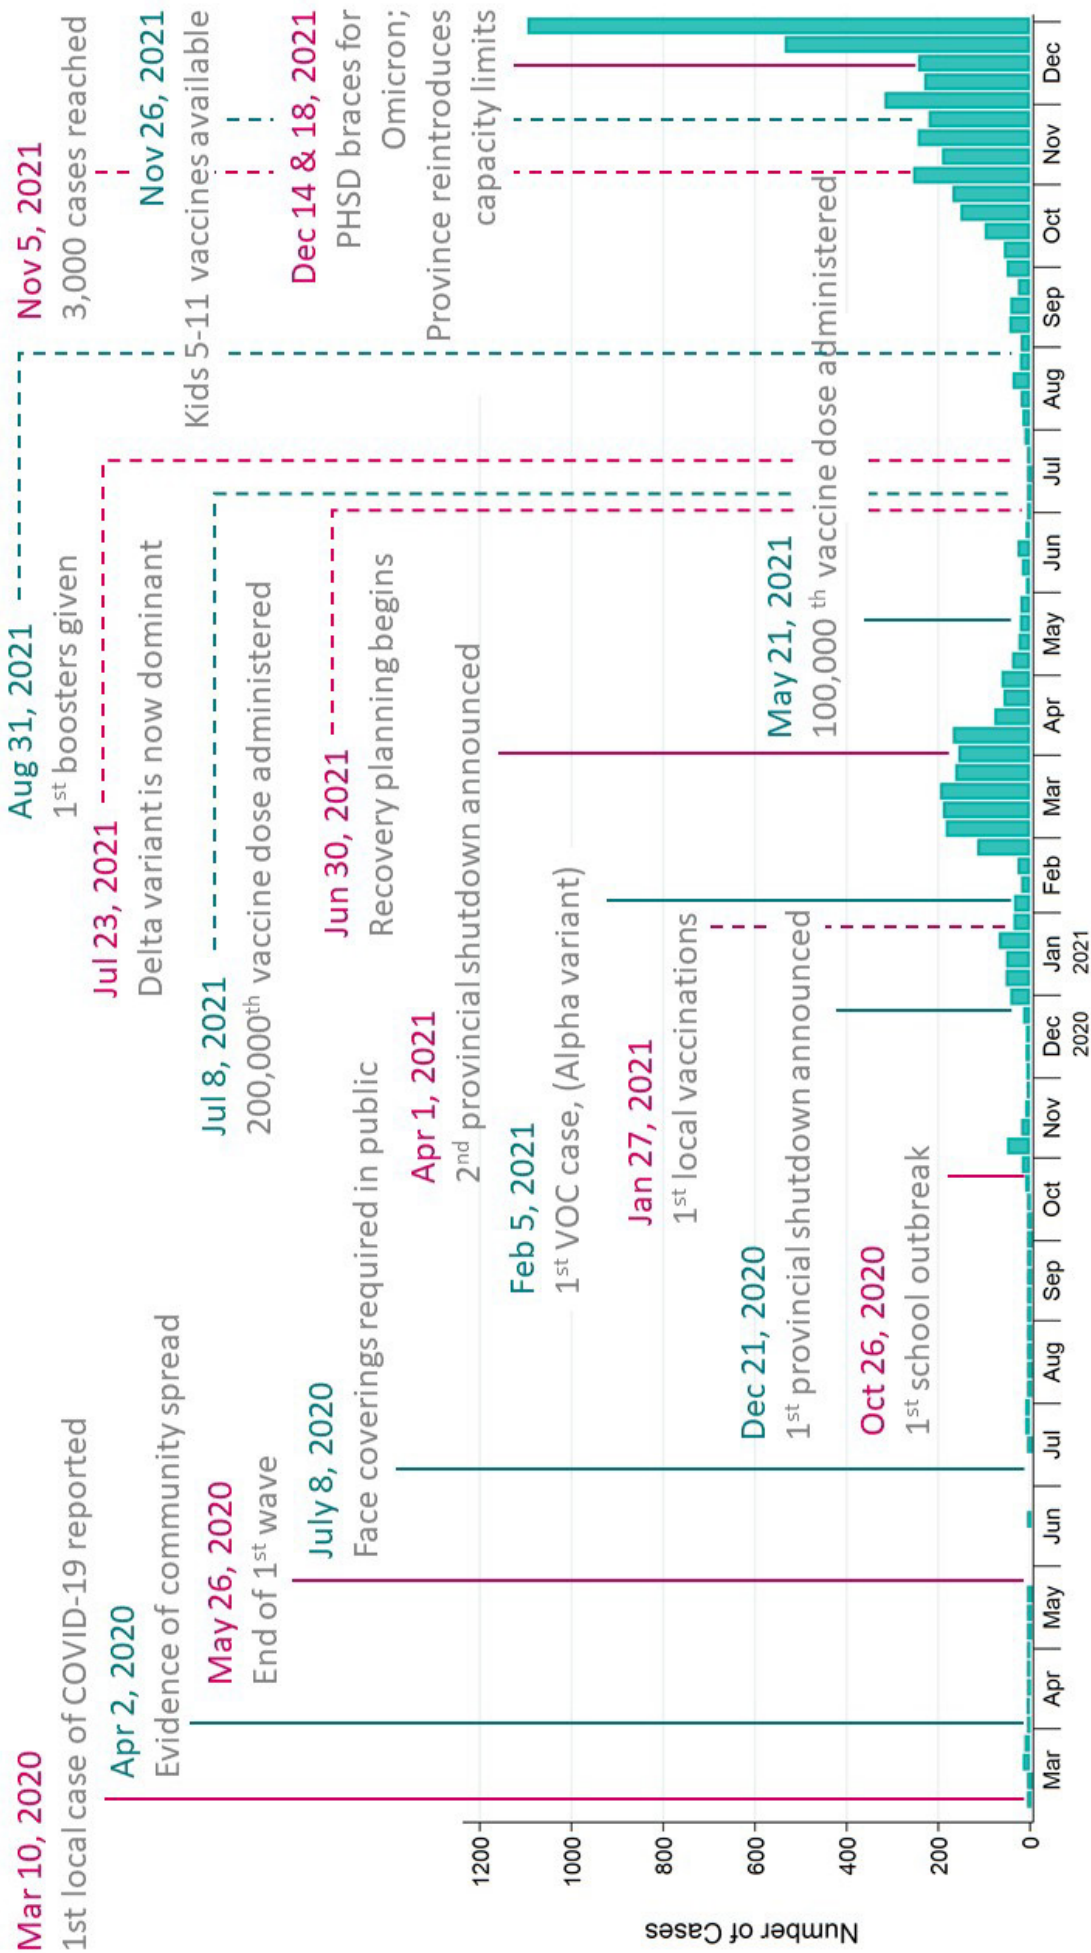 Mar 10, 2020
1st local case of COVID-19 reported
Apr 2, 2020
Evidence of community spread
May 26, 2020
End of 1st wave
July 8, 2020
Face coverings required in public
Oct 26, 2020
1st school outbreak
Dec 21, 2020
1st provincial shutdown announced
Jan 27, 2021
1st local vaccinations
Feb 5, 2021
1st VOC case, (Alpha variant)
Apr 1, 2021
2nd provincial shutdown announced
May 21, 2021
100,000 th vaccine dose administered
Jun 30, 2021
Recovery planning begins
Jul 8, 2021
200,000th vaccine dose administered
Jul 23, 2021
Delta variant is now dominant
Aug 31, 2021
1st boosters given
Nov 5, 2021
3,000 cases reached
Nov 26, 2021
Kids 5-11 vaccines available
Dec 14 & 18, 2021
PHSD braces for
Omicron;
Province reintroduces
capacity limits
Number of Cases
1200
1000
800
600
400
200
0
Mar Apr May Jun Jul Aug Sep Oct Nov Dec Jan Feb Mar Apr May Jun Jul Aug Sep Oct Nov Dec
2020 2021